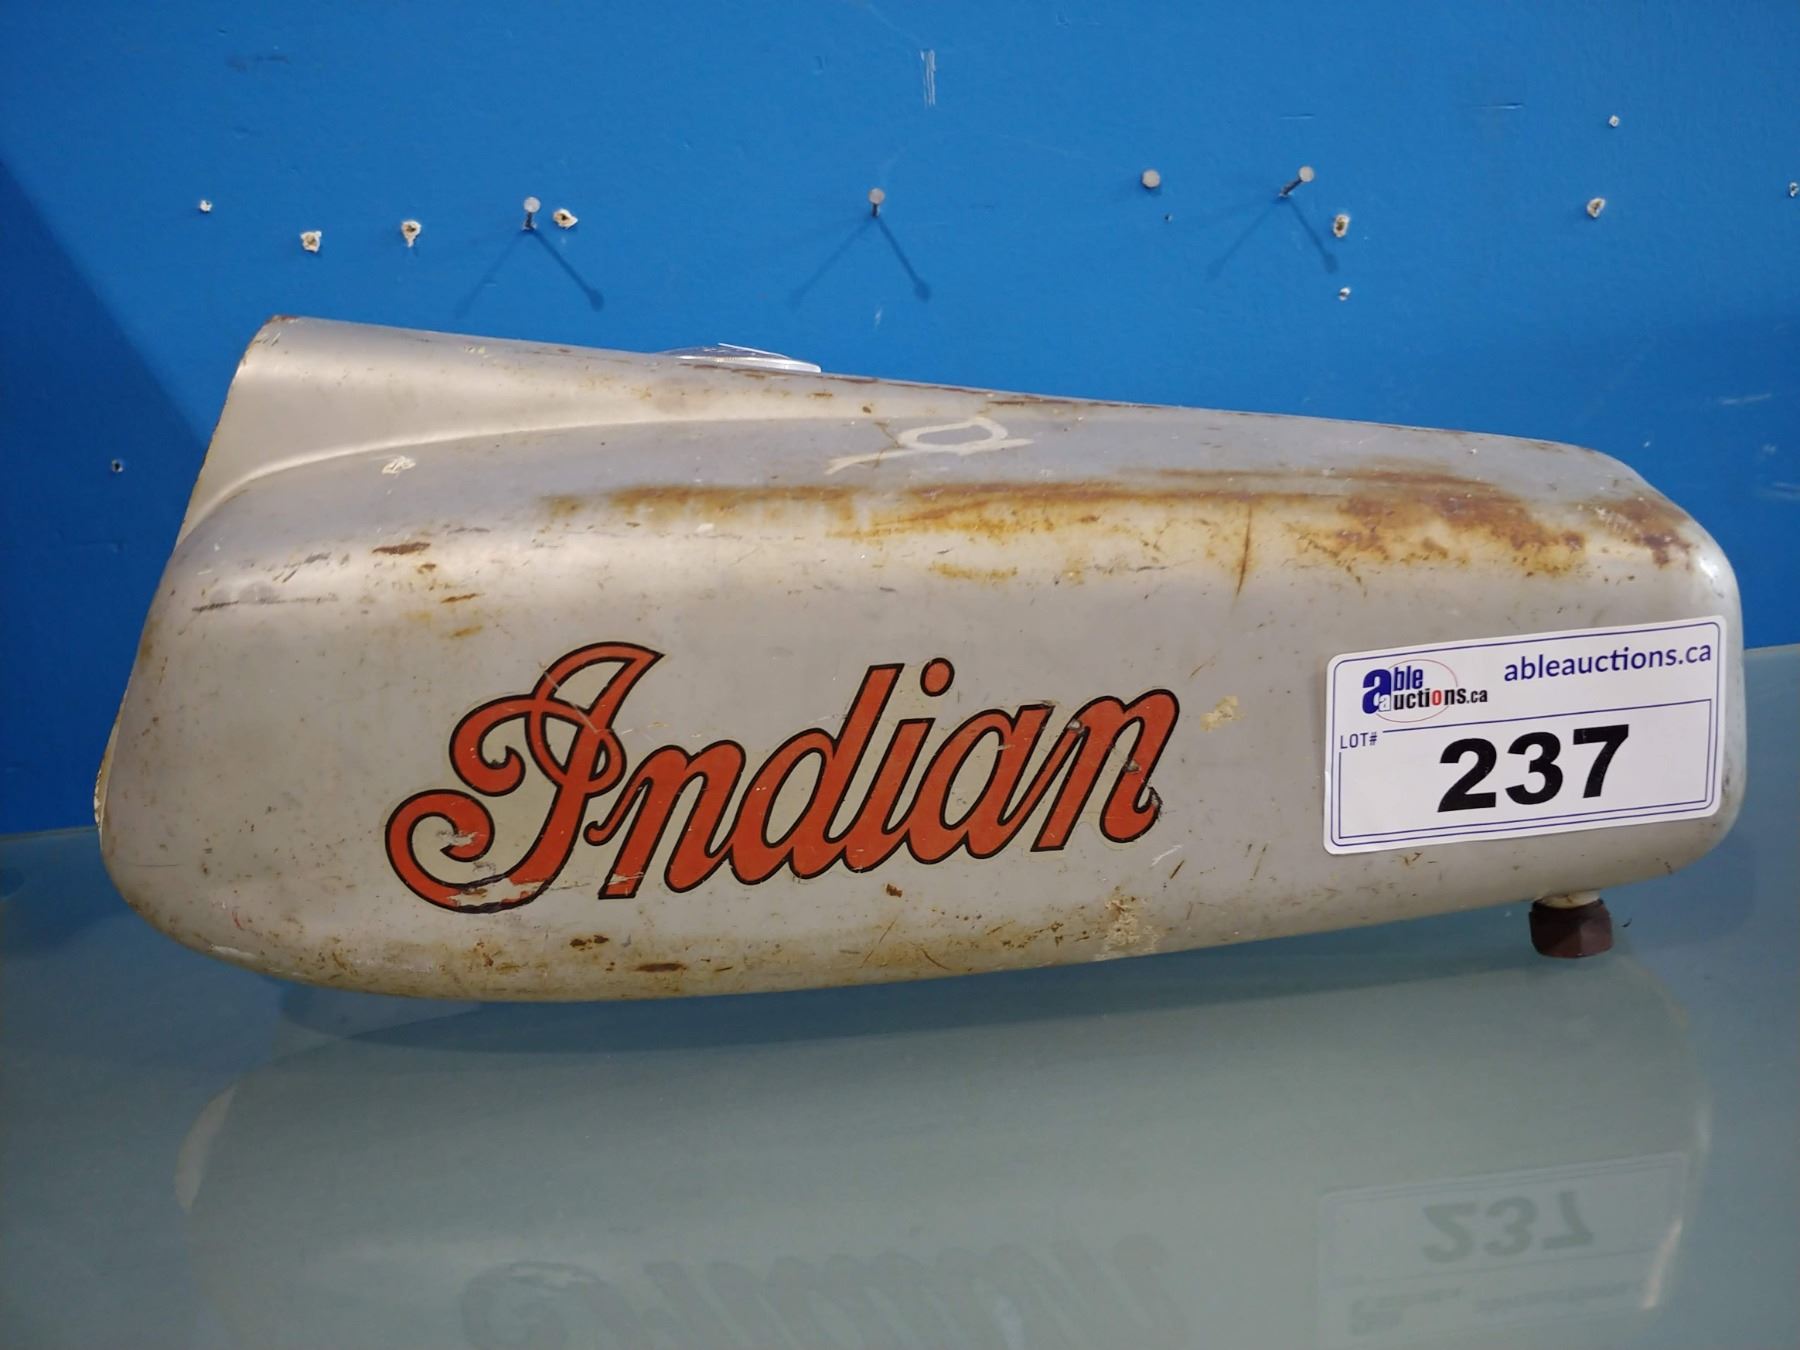 Indian
able auctions.ca
ableauctions.ca
LOT#
237